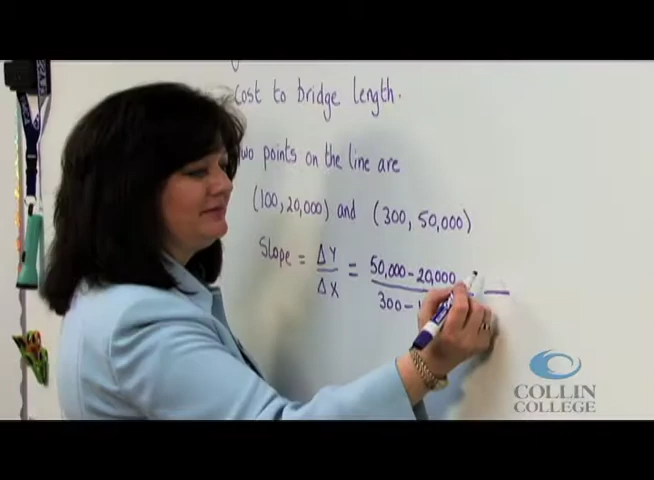 cost to bridge length.
two points on the line are
(100, 20,000) and (300, 50,000)
Slope = ΔY / ΔX = 50,000 - 20,000 / 300 -
COLLIN
COLLEGE